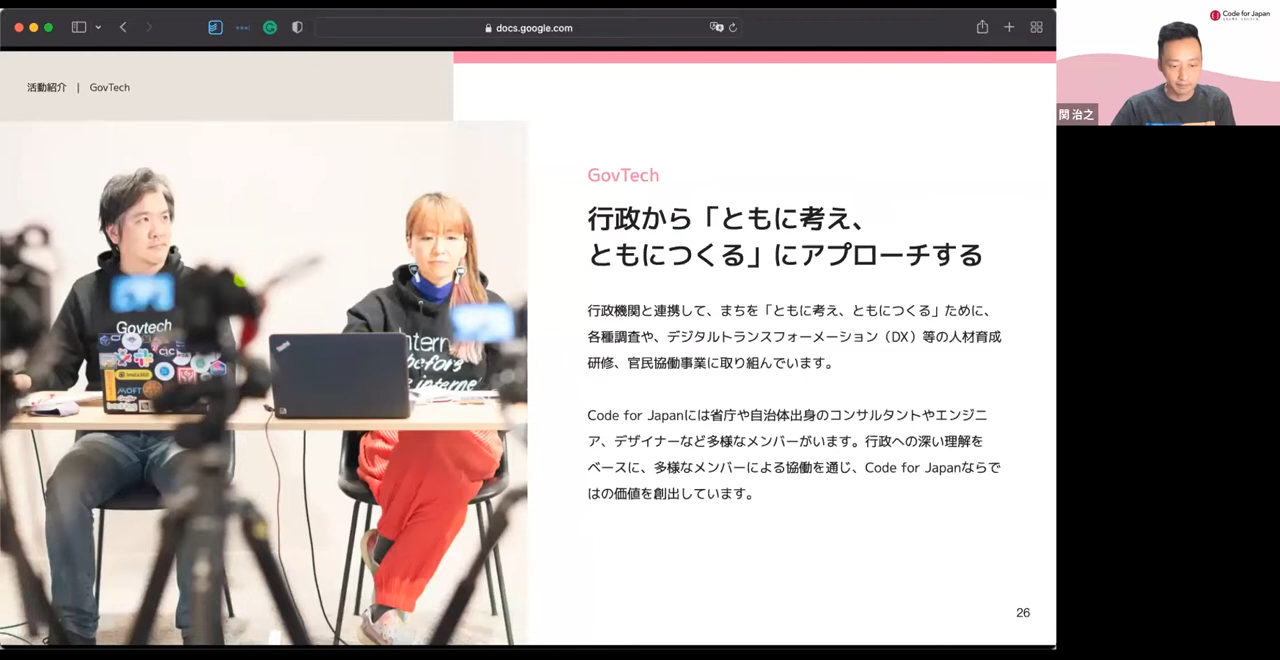 docs.google.com
Code for Japan
関 治之
活動紹介 | GovTech
GovTech
行政から「ともに考え、
ともにつくる」にアプローチする
行政機関と連携して、まちを「ともに考え、ともにつくる」ために、
各種調査や、デジタルトランスフォーメーション（DX）等の人材育成
研修、官民協働事業に取り組んでいます。
Code for Japanには省庁や自治体出身のコンサルタントやエンジニ
ア、デザイナーなど多様なメンバーがいます。行政への深い理解を
ベースに、多様なメンバーによる協働を通じ、Code for Japanならで
はの価値を創出しています。
Govtech
CIC
MOFT
26